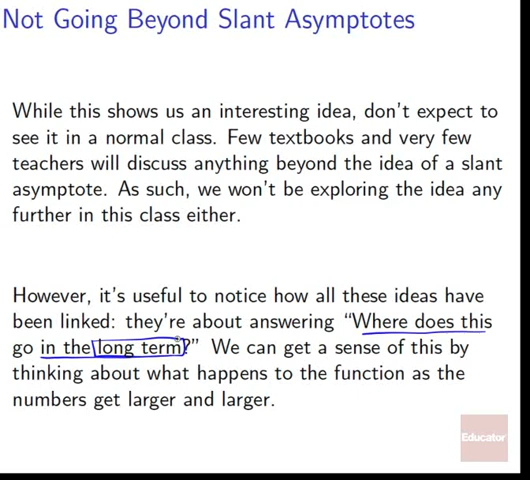 Not Going Beyond Slant Asymptotes
While this shows us an interesting idea, don't expect to
see it in a normal class. Few textbooks and very few
teachers will discuss anything beyond the idea of a slant
asymptote. As such, we won't be exploring the idea any
further in this class either.
However, it's useful to notice how all these ideas have
been linked: they're about answering “Where does this
go in the long term?” We can get a sense of this by
thinking about what happens to the function as the
numbers get larger and larger.
Educator